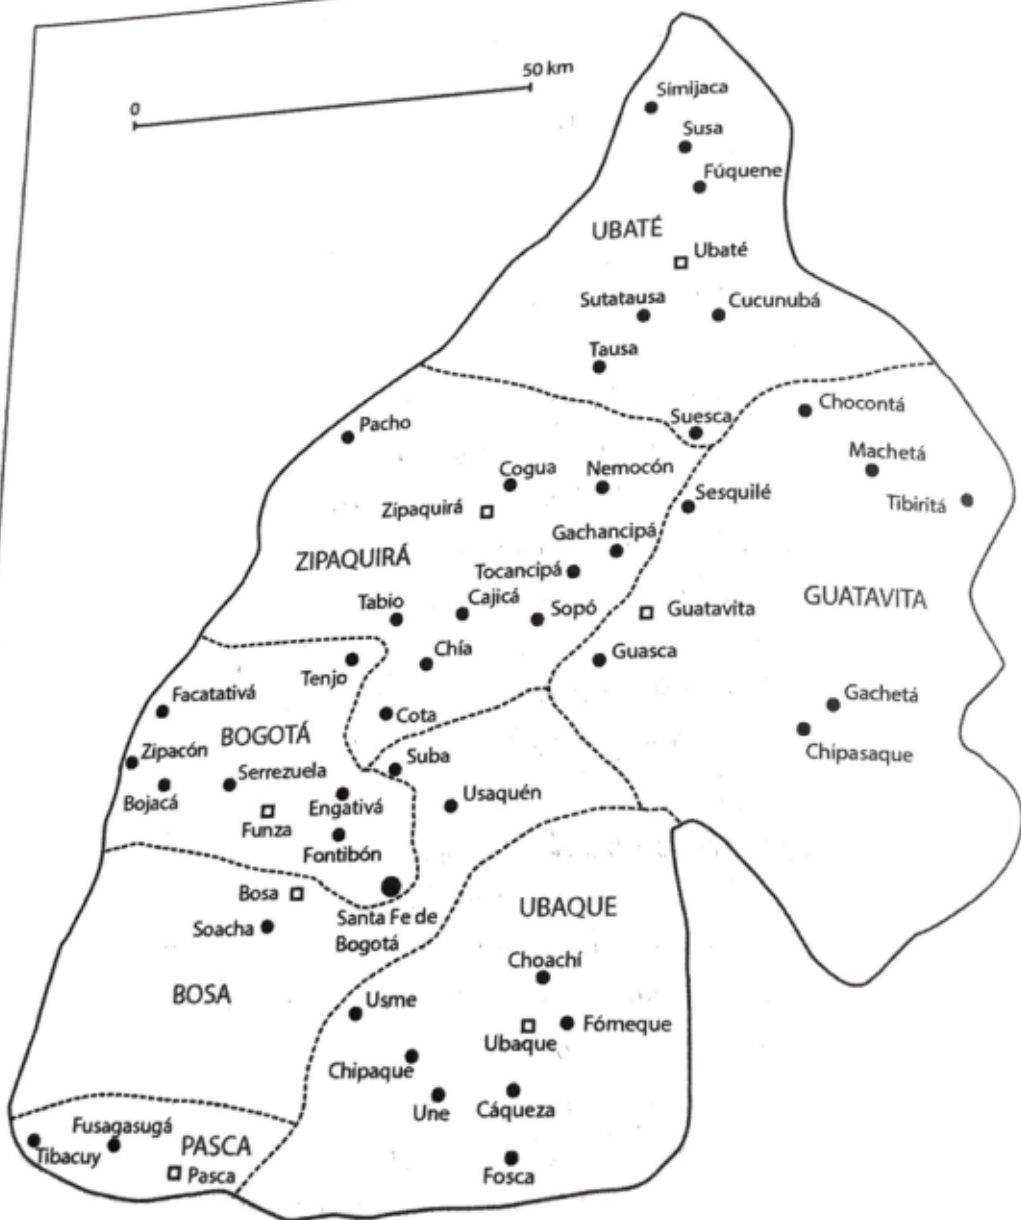 0
50 km
Simijaca
Susa
Fúquene
UBATÉ
Ubaté
Sutatausa
Cucunubá
Tausa
Suesca
Chocontá
Pacho
Machetá
Cogua
Nemocón
Sesquilé
Tibiritá
Zipaquirá
Gachancipá
ZIPAQUIRÁ
Tocancipá
GUATAVITA
Tabio
Cajicá
Sopó
Guatavita
Chía
Guasca
Tenjo
Facatativá
Gachetá
Cota
BOGOTÁ
Zipacón
Suba
Chipasaque
Serrezuela
Bojacá
Engativá
Usaquén
Funza
Fontibón
Bosa
Santa Fe de
Bogotá
UBAQUE
Soacha
Choachí
BOSA
Usme
Ubaque
Fómeque
Chipaque
Une
Cáqueza
Fusagasugá
PASCA
Tibacuy
Pasca
Fosca